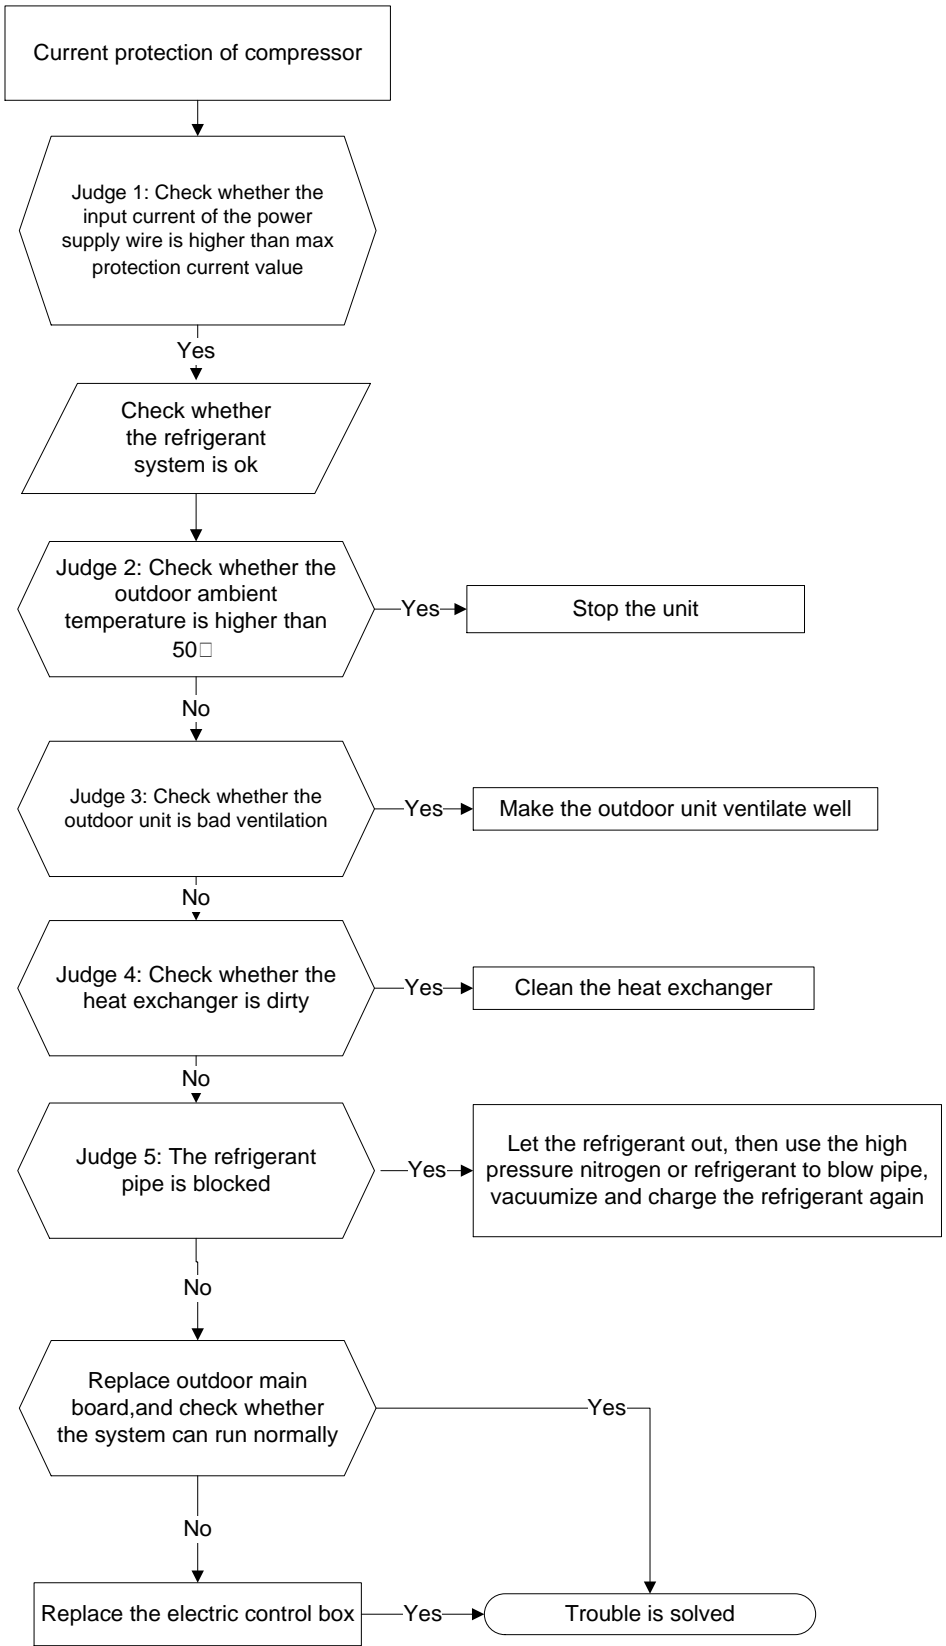 Current protection of compressor
Judge 1: Check whether the
input current of the power
supply wire is higher than max
protection current value
Yes
Check whether
the refrigerant
system is ok
Judge 2: Check whether the
outdoor ambient
temperature is higher than
50□
Yes
Stop the unit
No
Judge 3: Check whether the
outdoor unit is bad ventilation
Yes
Make the outdoor unit ventilate well
No
Judge 4: Check whether the
heat exchanger is dirty
Yes
Clean the heat exchanger
No
Judge 5: The refrigerant
pipe is blocked
Yes
Let the refrigerant out, then use the high
pressure nitrogen or refrigerant to blow pipe,
vacuumize and charge the refrigerant again
No
Replace outdoor main
board,and check whether
the system can run normally
Yes
No
Replace the electric control box
Yes
Trouble is solved